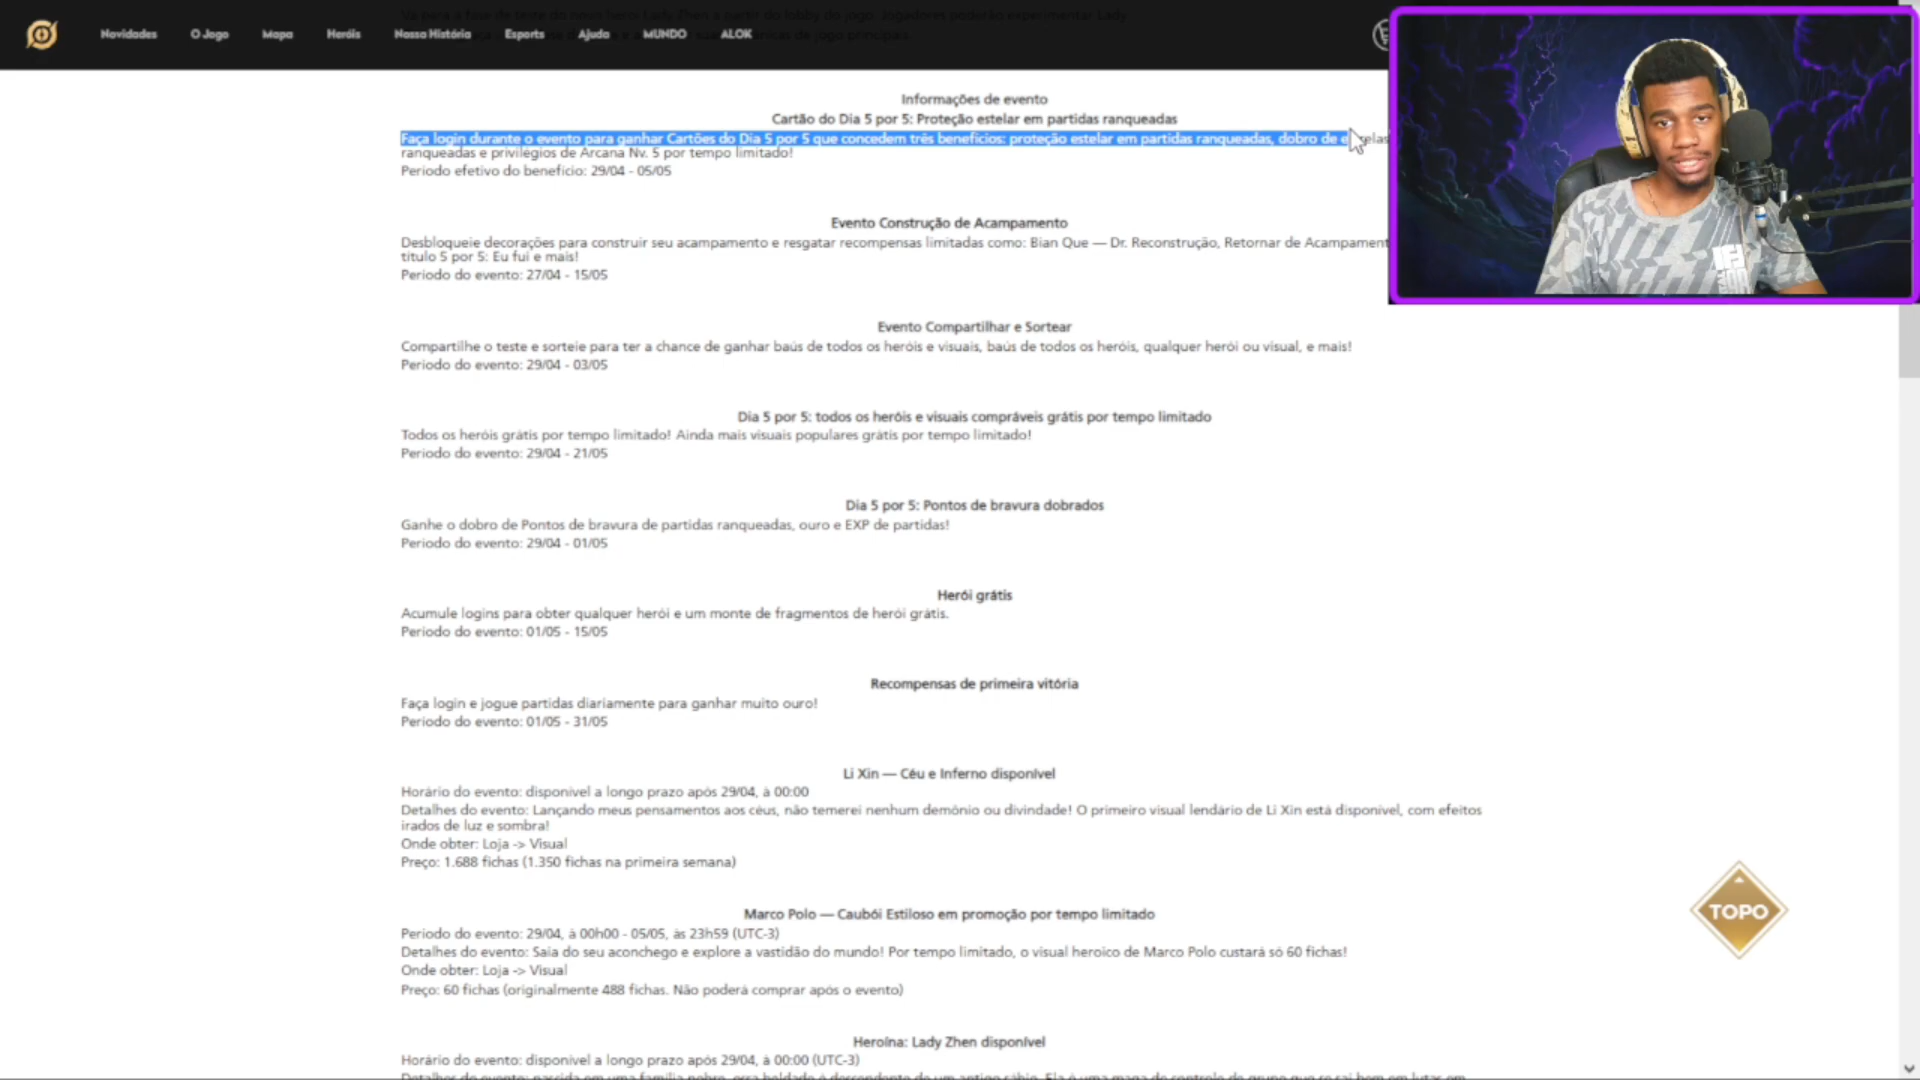 Novidades O Jogo Mapa Heróis Nossa História Esports Ajuda MUNDO ALOK
Informações de evento
Cartão do Dia 5 por 5: Proteção estelar em partidas ranqueadas
Faça login durante o evento para ganhar Cartões do Dia 5 por 5 que concedem três benefícios: proteção estelar em partidas ranqueadas, dobro de
ranqueadas e privilégios de Arcana Nv. 5 por tempo limitado!
Período efetivo do benefício: 29/04 - 05/05
Evento Construção de Acampamento
Desbloqueie decorações para construir seu acampamento e resgatar recompensas limitadas como: Bian Que — Dr. Reconstrução, Retornar de Acampament
título 5 por 5: Eu fui e mais!
Período do evento: 27/04 - 15/05
Evento Compartilhar e Sortear
Compartilhe o teste e sorteie para ter a chance de ganhar baús de todos os heróis e visuais, baús de todos os heróis, qualquer herói ou visual, e mais!
Período do evento: 29/04 - 03/05
Dia 5 por 5: todos os heróis e visuais compráveis grátis por tempo limitado
Todos os heróis grátis por tempo limitado! Ainda mais visuais populares grátis por tempo limitado!
Período do evento: 29/04 - 21/05
Dia 5 por 5: Pontos de bravura dobrados
Ganhe o dobro de Pontos de bravura de partidas ranqueadas, ouro e EXP de partidas!
Período do evento: 29/04 - 01/05
Herói grátis
Acumule logins para obter qualquer herói e um monte de fragmentos de herói grátis.
Período do evento: 01/05 - 15/05
Recompensas de primeira vitória
Faça login e jogue partidas diariamente para ganhar muito ouro!
Período do evento: 01/05 - 31/05
Li Xin — Céu e Inferno disponível
Horário do evento: disponível a longo prazo após 29/04, à 00:00
Detalhes do evento: Lançando meus pensamentos aos céus, não temerei nenhum demônio ou divindade! O primeiro visual lendário de Li Xin está disponível, com efeitos
irados de luz e sombra!
Onde obter: Loja -> Visual
Preço: 1.688 fichas (1.350 fichas na primeira semana)
TOPO
Marco Polo — Caubói Estiloso em promoção por tempo limitado
Período do evento: 29/04, à 00h00 - 05/05, às 23h59 (UTC-3)
Detalhes do evento: Saia do seu aconchego e explore a vastidão do mundo! Por tempo limitado, o visual heroico de Marco Polo custará só 60 fichas!
Onde obter: Loja -> Visual
Preço: 60 fichas (originalmente 488 fichas. Não poderá comprar após o evento)
Heroína: Lady Zhen disponível
Horário do evento: disponível a longo prazo após 29/04, à 00:00 (UTC-3)